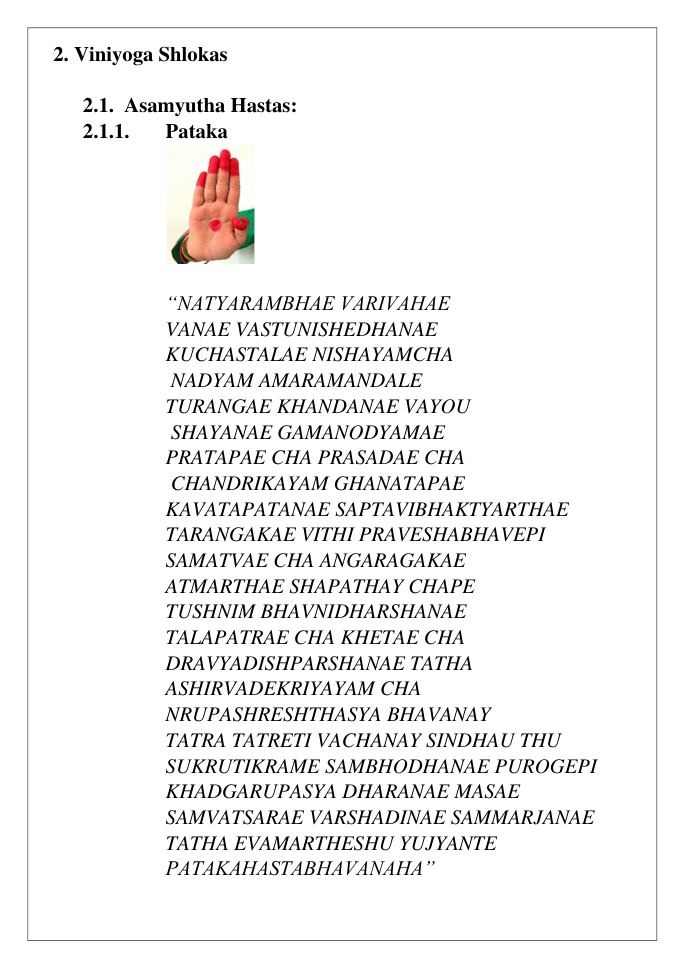 2. Viniyoga Shlokas
2.1. Asamyutha Hastas:
2.1.1. Pataka
“NATYARAMBHAE VARIVAHAE
VANAE VASTUNISHEDHANAE
KUCHASTALAE NISHAYAMCHA
NADYAM AMARAMANDALE
TURANGAE KHANDANAE VAYOU
SHAYANAE GAMANODYAMAE
PRATAPAE CHA PRASADAE CHA
CHANDRIKAYAM GHANATAPAE
KAVATAPATANAE SAPTAVIBHAKTYARTHAE
TARANGAKAE VITHI PRAVESHABHAVEPI
SAMATVAE CHA ANGARAGAKAE
ATMARTHAE SHAPATHAY CHAPE
TUSHNIM BHAVNIDHARSHANAE
TALAPATRAE CHA KHETAE CHA
DRAVYADISHPARSHANAE TATHA
ASHIRVADEKRIYAYAM CHA
NRUPASHRESHTHASYA BHAVANAY
TATRA TATRETI VACHANAY SINDHAU THU
SUKRUTIKRAME SAMBHODHANAE PUROGEPI
KHADGARUPASYA DHARANAE MASAE
SAMVATSARAE VARSHADINAE SAMMARJANAE
TATHA EVAMARTHESHU YUJYANTE
PATAKAHASTABHAVANAHA”